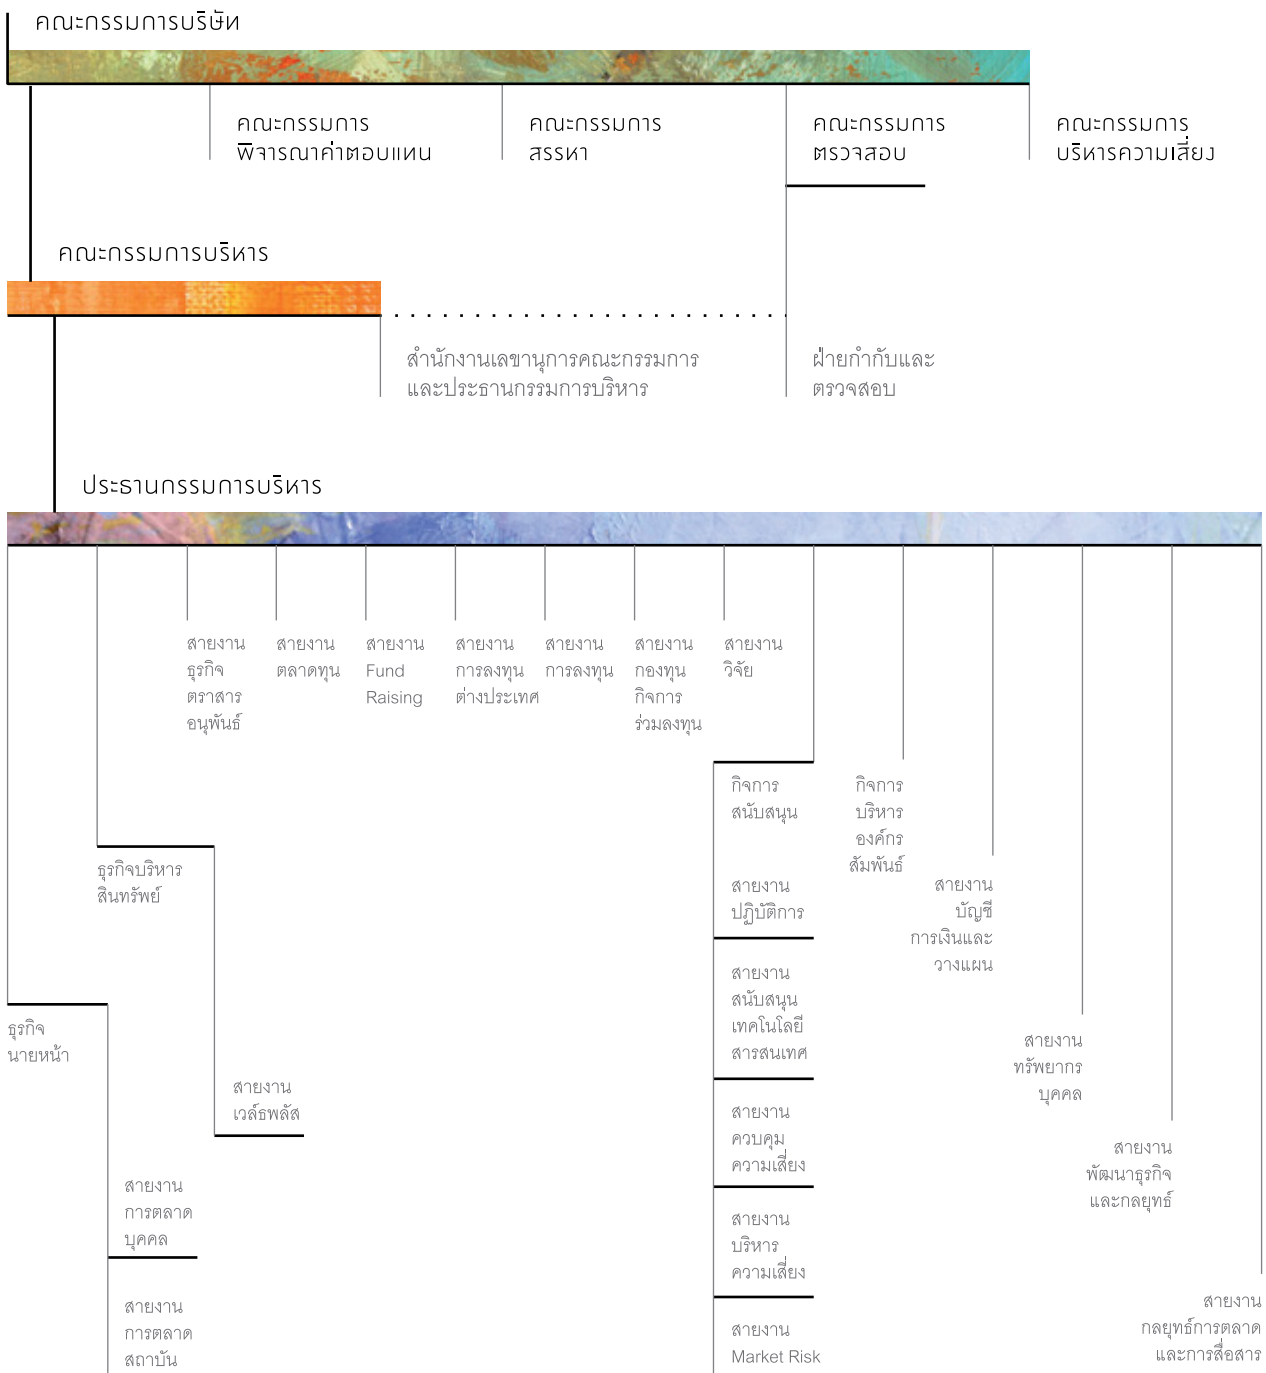 คณะกรรมการบริษัท
คณะกรรมการ
พิจารณาค่าตอบแทน
คณะกรรมการ
สรรหา
คณะกรรมการ
ตรวจสอบ
คณะกรรมการ
บริหารความเสี่ยง
คณะกรรมการบริหาร
สำนักงานเลขานุการคณะกรรมการ
และประธานกรรมการบริหาร
ฝ่ายกำกับและ
ตรวจสอบ
ประธานกรรมการบริหาร
สายงาน
ธุรกิจ
ตราสาร
อนุพันธ์
สายงาน
ตลาดทุน
สายงาน
Fund
Raising
สายงาน
การลงทุน
ต่างประเทศ
สายงาน
การลงทุน
สายงาน
กองทุน
กิจการ
ร่วมลงทุน
สายงาน
วิจัย
กิจการ
สนับสนุน
กิจการ
บริหาร
องค์กร
สัมพันธ์
ธุรกิจบริหาร
สินทรัพย์
สายงาน
ปฏิบัติการ
สายงาน
บัญชี
การเงินและ
วางแผน
สายงาน
สนับสนุน
เทคโนโลยี
สารสนเทศ
ธุรกิจ
นายหน้า
สายงาน
ทรัพยากร
บุคคล
สายงาน
เวล์ธพลัส
สายงาน
ควบคุม
ความเสี่ยง
สายงาน
พัฒนาธุรกิจ
และกลยุทธ์
สายงาน
การตลาด
บุคคล
สายงาน
บริหาร
ความเสี่ยง
สายงาน
การตลาด
สถาบัน
สายงาน
Market Risk
สายงาน
กลยุทธ์การตลาด
และการสื่อสาร